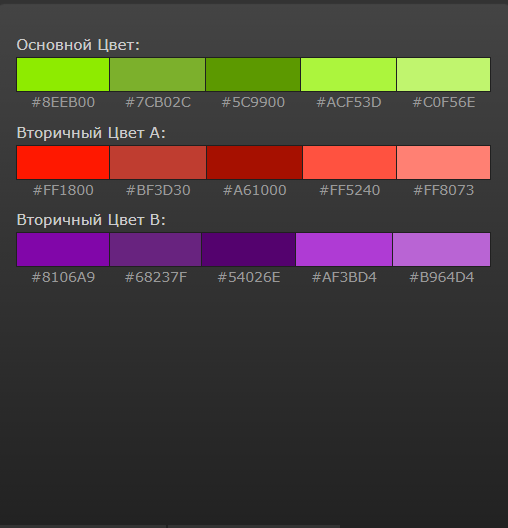 Основной Цвет:
#8EEB00 #7CB02C #5C9900 #ACF53D #C0F56E
Вторичный Цвет A:
#FF1800 #BF3D30 #A61000 #FF5240 #FF8073
Вторичный Цвет B:
#8106A9 #68237F #54026E #AF3BD4 #B964D4